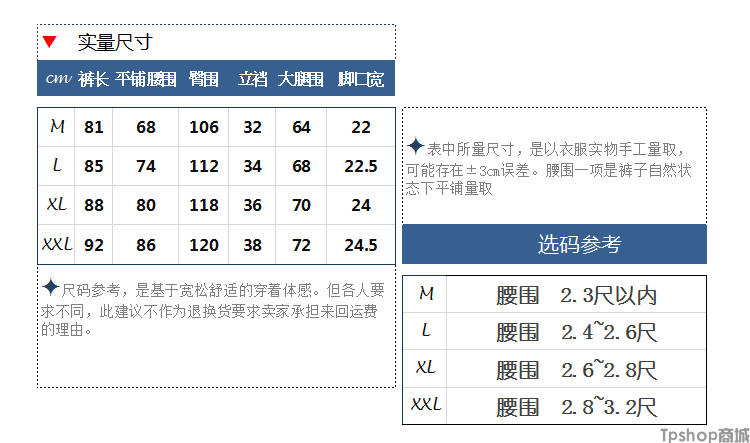 ▼ 实量尺寸
cm 裤长 平铺腰围 臀围 立裆 大腿围 脚口宽
M 81 68 106 32 64 22
L 85 74 112 34 68 22.5
XL 88 80 118 36 70 24
XXL 92 86 120 38 72 24.5
✦尺码参考，是基于宽松舒适的穿着体感。但各人要
求不同，此建议不作为退换货要求卖家承担来回运费
的理由。
✦表中所量尺寸，是以衣服实物手工量取，
可能存在±3cm误差。腰围一项是裤子自然状
态下平铺量取
选码参考
M 腰围 2.3尺以内
L 腰围 2.4~2.6尺
XL 腰围 2.6~2.8尺
XXL 腰围 2.8~3.2尺
Tpshop商城